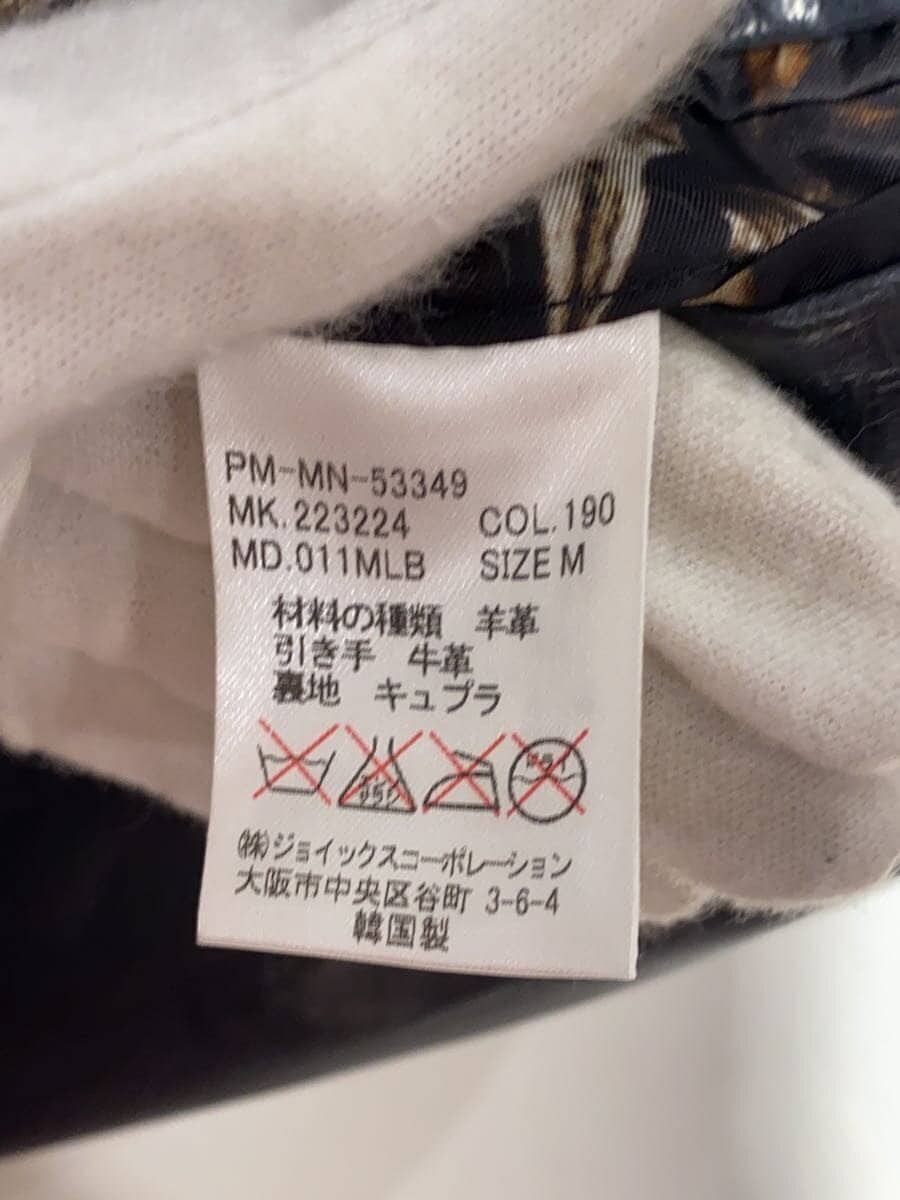 PM-MN-53349
MK.223224 COL.190
MD.011MLB SIZE M
材料の種類 羊革
引き手 牛革
裏地 キュプラ
(株)ジョイックスコーポレーション
大阪市中央区谷町 3-6-4
韓国製